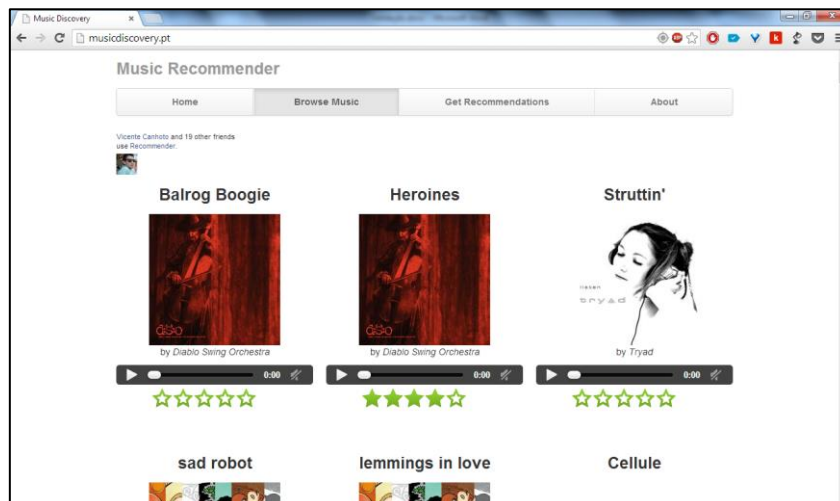 Music Discovery
musicdiscovery.pt
Music Recommender
Home Browse Music Get Recommendations About
Vicente Canhoto and 19 other friends
use Recommender.
Balrog Boogie Heroines Struttin'
listen
tryad
by Diablo Swing Orchestra by Diablo Swing Orchestra by Tryad
0:00 0:00 0:00
sad robot lemmings in love Cellule